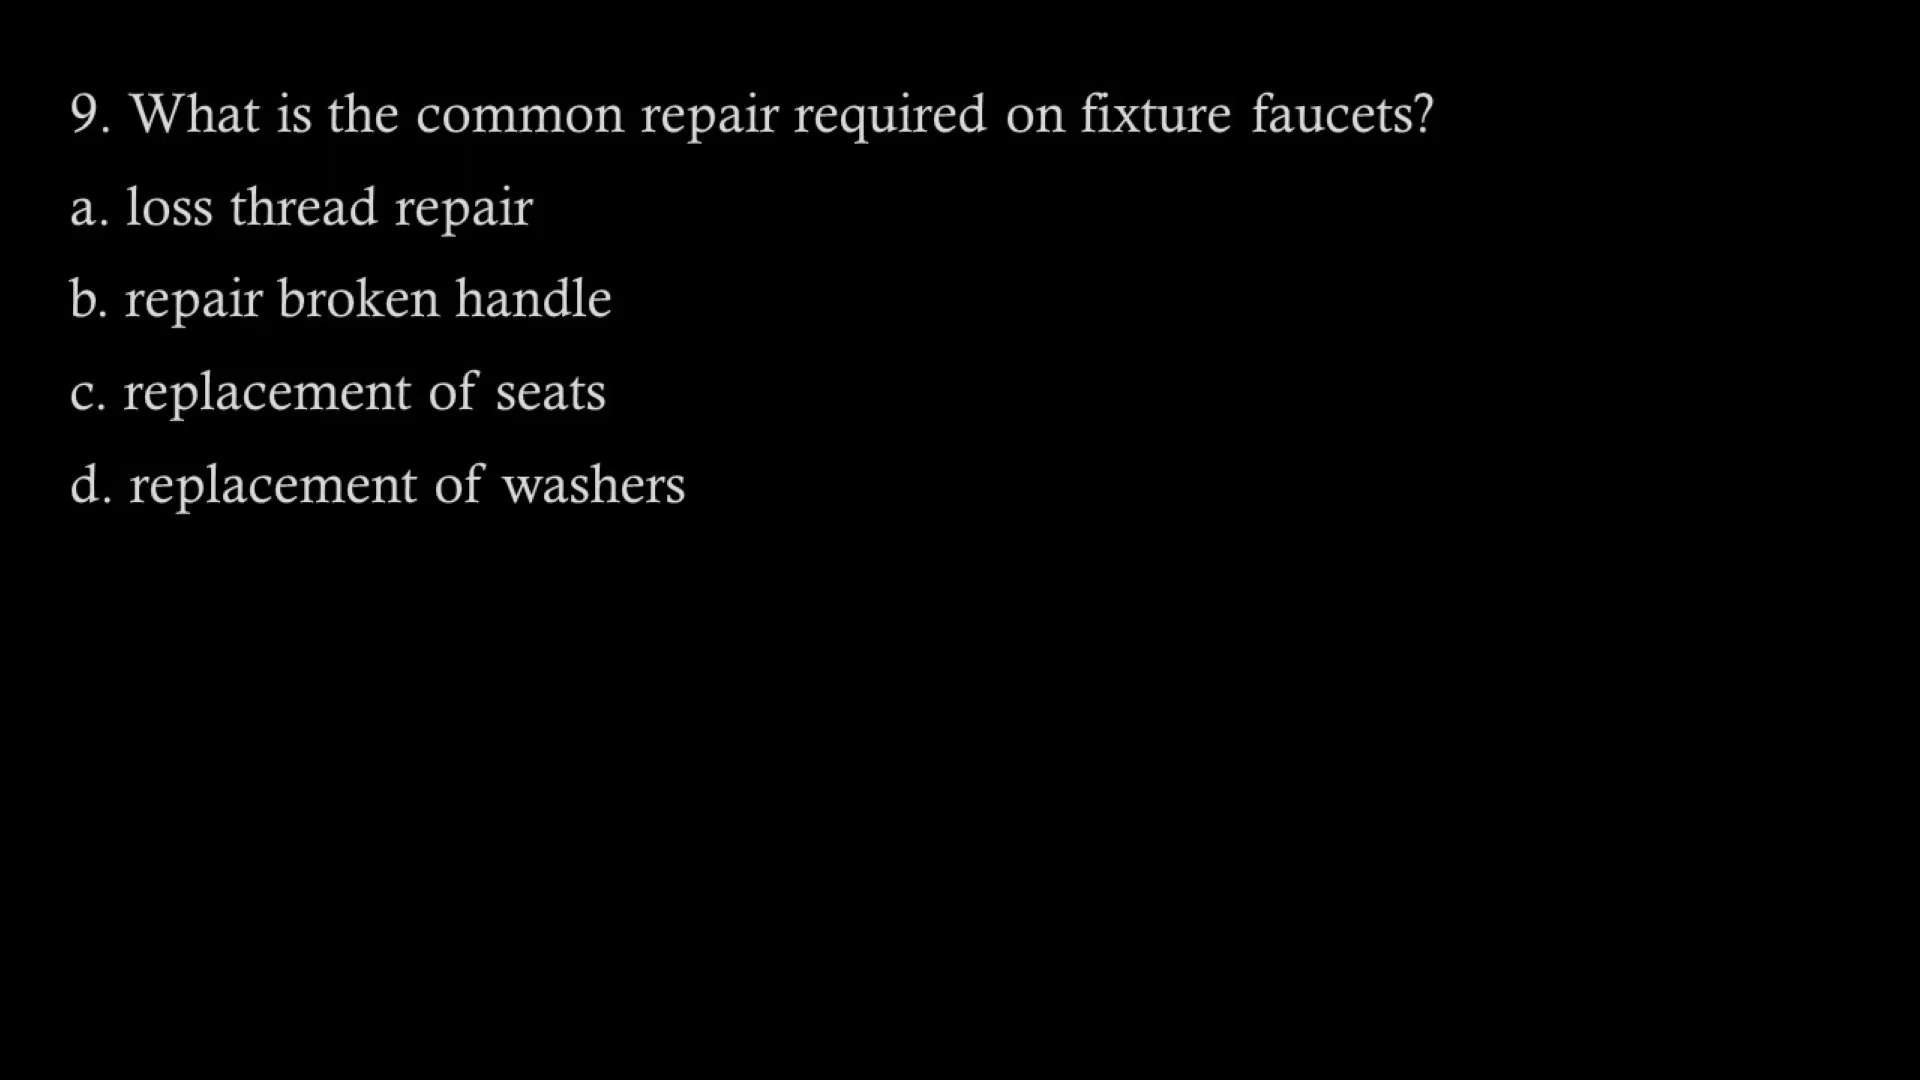 9. What is the common repair required on fixture faucets?
a. loss thread repair
b. repair broken handle
c. replacement of seats
d. replacement of washers